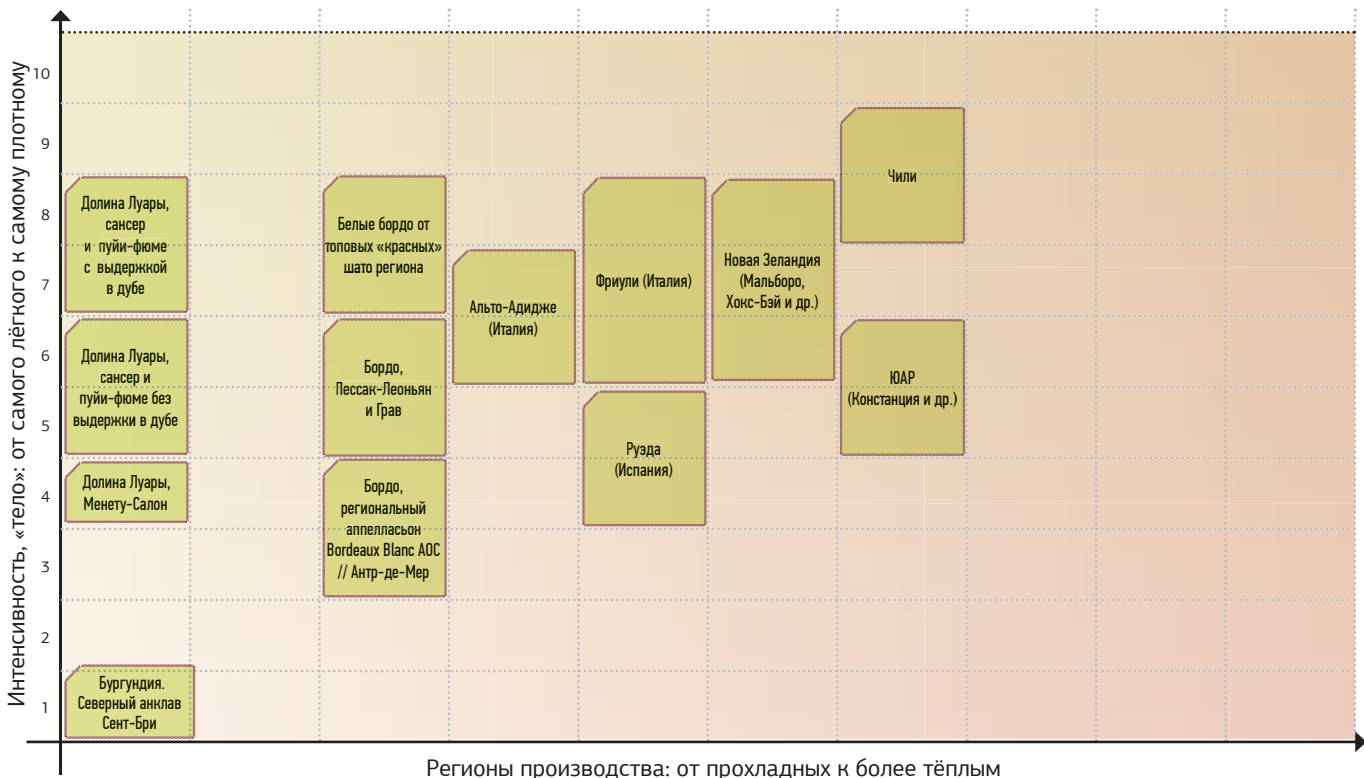 Интенсивность, «тело»: от самого лёгкого к самому плотному
10
9
8
7
6
5
4
3
2
1
Долина Луары,
сансер
и пуйи-фюме
с выдержкой
в дубе
Долина Луары,
сансер и
пуйи-фюме без
выдержки в дубе
Долина Луары,
Менету-Салон
Бургундия.
Северный анклав
Сент-Бри
Белые бордо от
топовых «красных»
шато региона
Бордо,
Пессак-Леоньян
и Грав
Бордо,
региональный
аппелласьон
Bordeaux Blanc AOC
// Антр-де-Мер
Альто-Адидже
(Италия)
Фриули (Италия)
Руэда
(Испания)
Новая Зеландия
(Мальборо,
Хокс-Бэй и др.)
Чили
ЮАР
(Констанция и др.)
Регионы производства: от прохладных к более тёплым